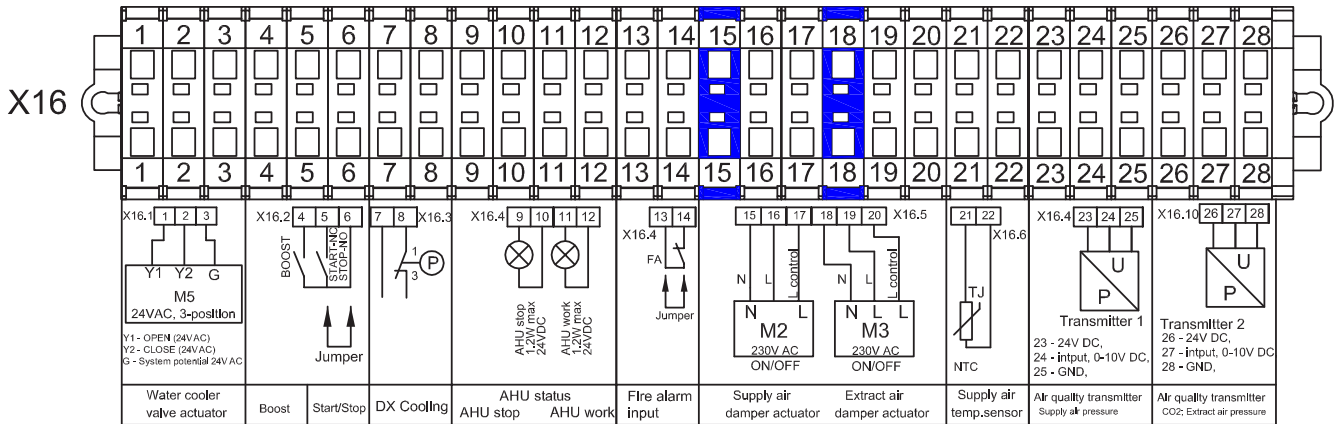 1 2 3 4 5 6 7 8 9 10 11 12 13 14 15 16 17 18 19 20 21 22 23 24 25 26 27 28
X16
1 2 3 4 5 6 7 8 9 10 11 12 13 14 15 16 17 18 19 20 21 22 23 24 25 26 27 28
X16.1 1 2 3
Y1 Y2 G
M5
24VAC, 3-position
Y1 - OPEN (24VAC)
Y2 - CLOSE (24VAC)
G - System potential 24V AC
X16.2 4 5 6
BOOST
START-NC
STOP-NO
Jumper
7 8 X16.3
1
P
3
X16.4 9 10 11 12
AHU stop
1.2W max
24VDC
AHU work
1.2W max
24VDC
13 14
X16.4
FA
Jumper
15 16 17 18 19 20 X16.5
N L L control
N L
M2
230V AC
ON/OFF
N L L control
N L
M3
230V AC
ON/OFF
21 22
X16.6
TJ
NTC
X16.4 23 24 25
U
P
Transmitter 1
23 - 24V DC,
24 - intput, 0-10V DC,
25 - GND,
X16.10 26 27 28
U
P
Transmitter 2
26 - 24V DC,
27 - intput, 0-10V DC
28 - GND,
Water cooler
valve actuator
Boost
Start/Stop
DX Cooling
AHU status
AHU stop AHU work
Fire alarm
input
Supply air
damper actuator
Extract air
damper actuator
Supply air
temp.sensor
Air quality transmitter
Supply air pressure
Air quality transmitter
CO2; Extract air pressure